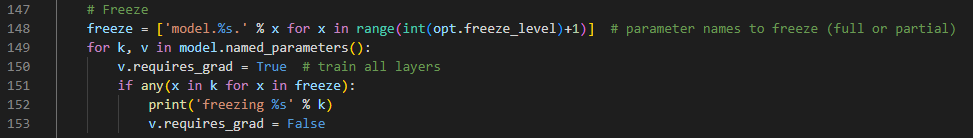 147 # Freeze
148 freeze = ['model.%s.' % x for x in range(int(opt.freeze_level)+1)]  # parameter names to freeze (full or partial)
149 for k, v in model.named_parameters():
150     v.requires_grad = True  # train all layers
151     if any(x in k for x in freeze):
152         print('freezing %s' % k)
153         v.requires_grad = False